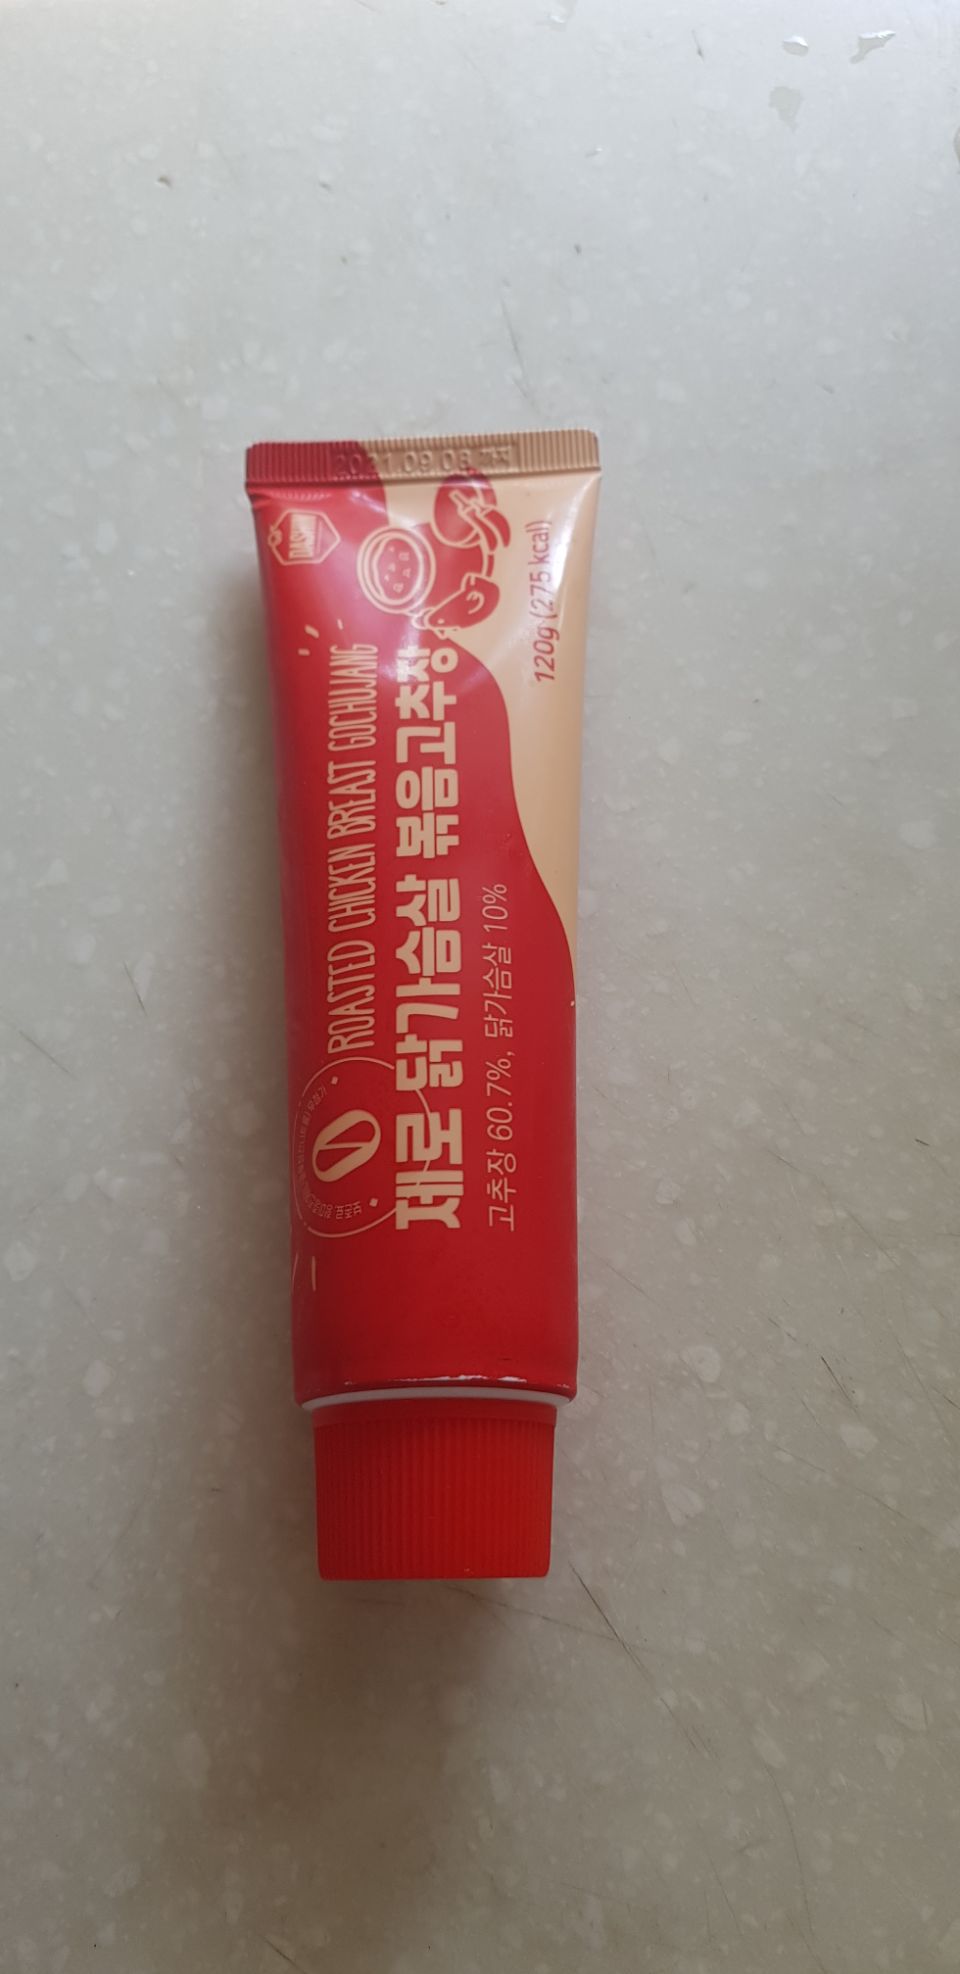 2021.09.08 까지
DASHIN
ROASTED CHICKEN BREAST GOCHUJANG
제로 닭가슴살 볶음고추장
고추장 60.7%, 닭가슴살 10%
120g (275 kcal)